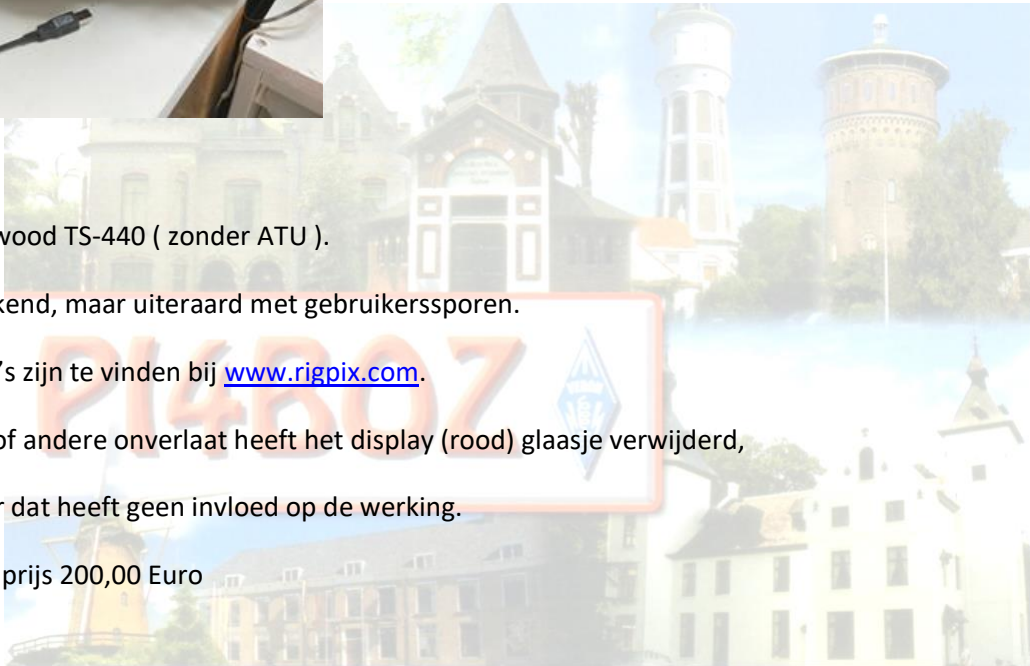 wood TS-440 ( zonder ATU ).
kend, maar uiteraard met gebruikerssporen.
’s zijn te vinden bij www.rigpix.com.
of andere onverlaat heeft het display (rood) glaasje verwijderd,
r dat heeft geen invloed op de werking.
prijs 200,00 Euro
PI4BOZ